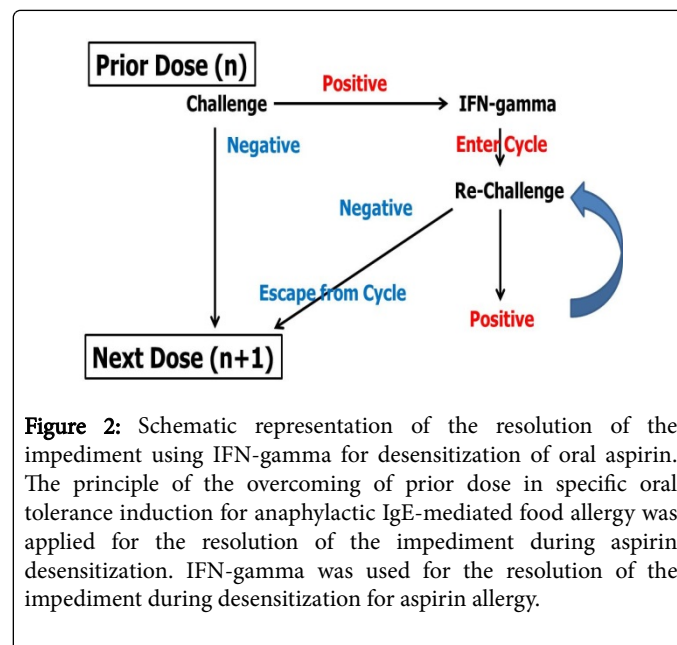 Prior Dose (n)
Positive
Challenge
IFN-gamma
Negative
Enter Cycle
Re-Challenge
Negative
Escape from Cycle
Positive
Next Dose (n+1)
Figure 2: Schematic representation of the resolution of the
impediment using IFN-gamma for desensitization of oral aspirin.
The principle of the overcoming of prior dose in specific oral
tolerance induction for anaphylactic IgE-mediated food allergy was
applied for the resolution of the impediment during aspirin
desensitization. IFN-gamma was used for the resolution of the
impediment during desensitization for aspirin allergy.